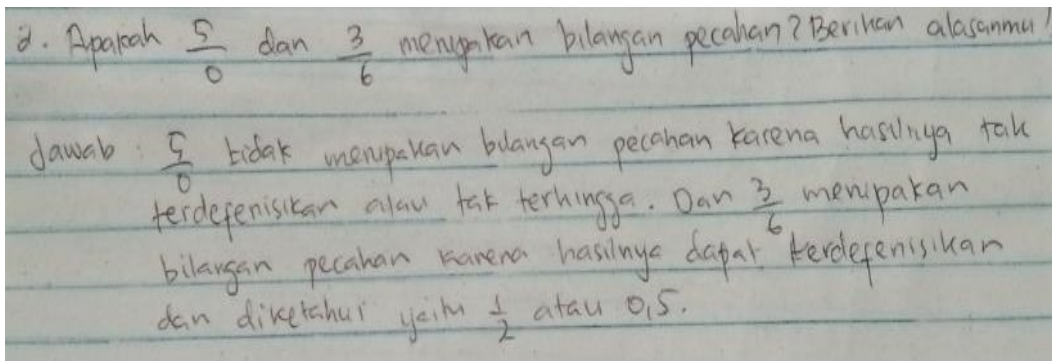 2. Apakah 5/0 dan 3/6 merupakan bilangan pecahan? Berikan alasanmu!
Jawab : 5/0 tidak merupakan bilangan pecahan karena hasilnya tak
terdefenisikan atau tak terhingga. Dan 3/6 merupakan
bilangan pecahan karena hasilnya dapat terdefenisikan
dan diketahui yaitu 1/2 atau 0,5.